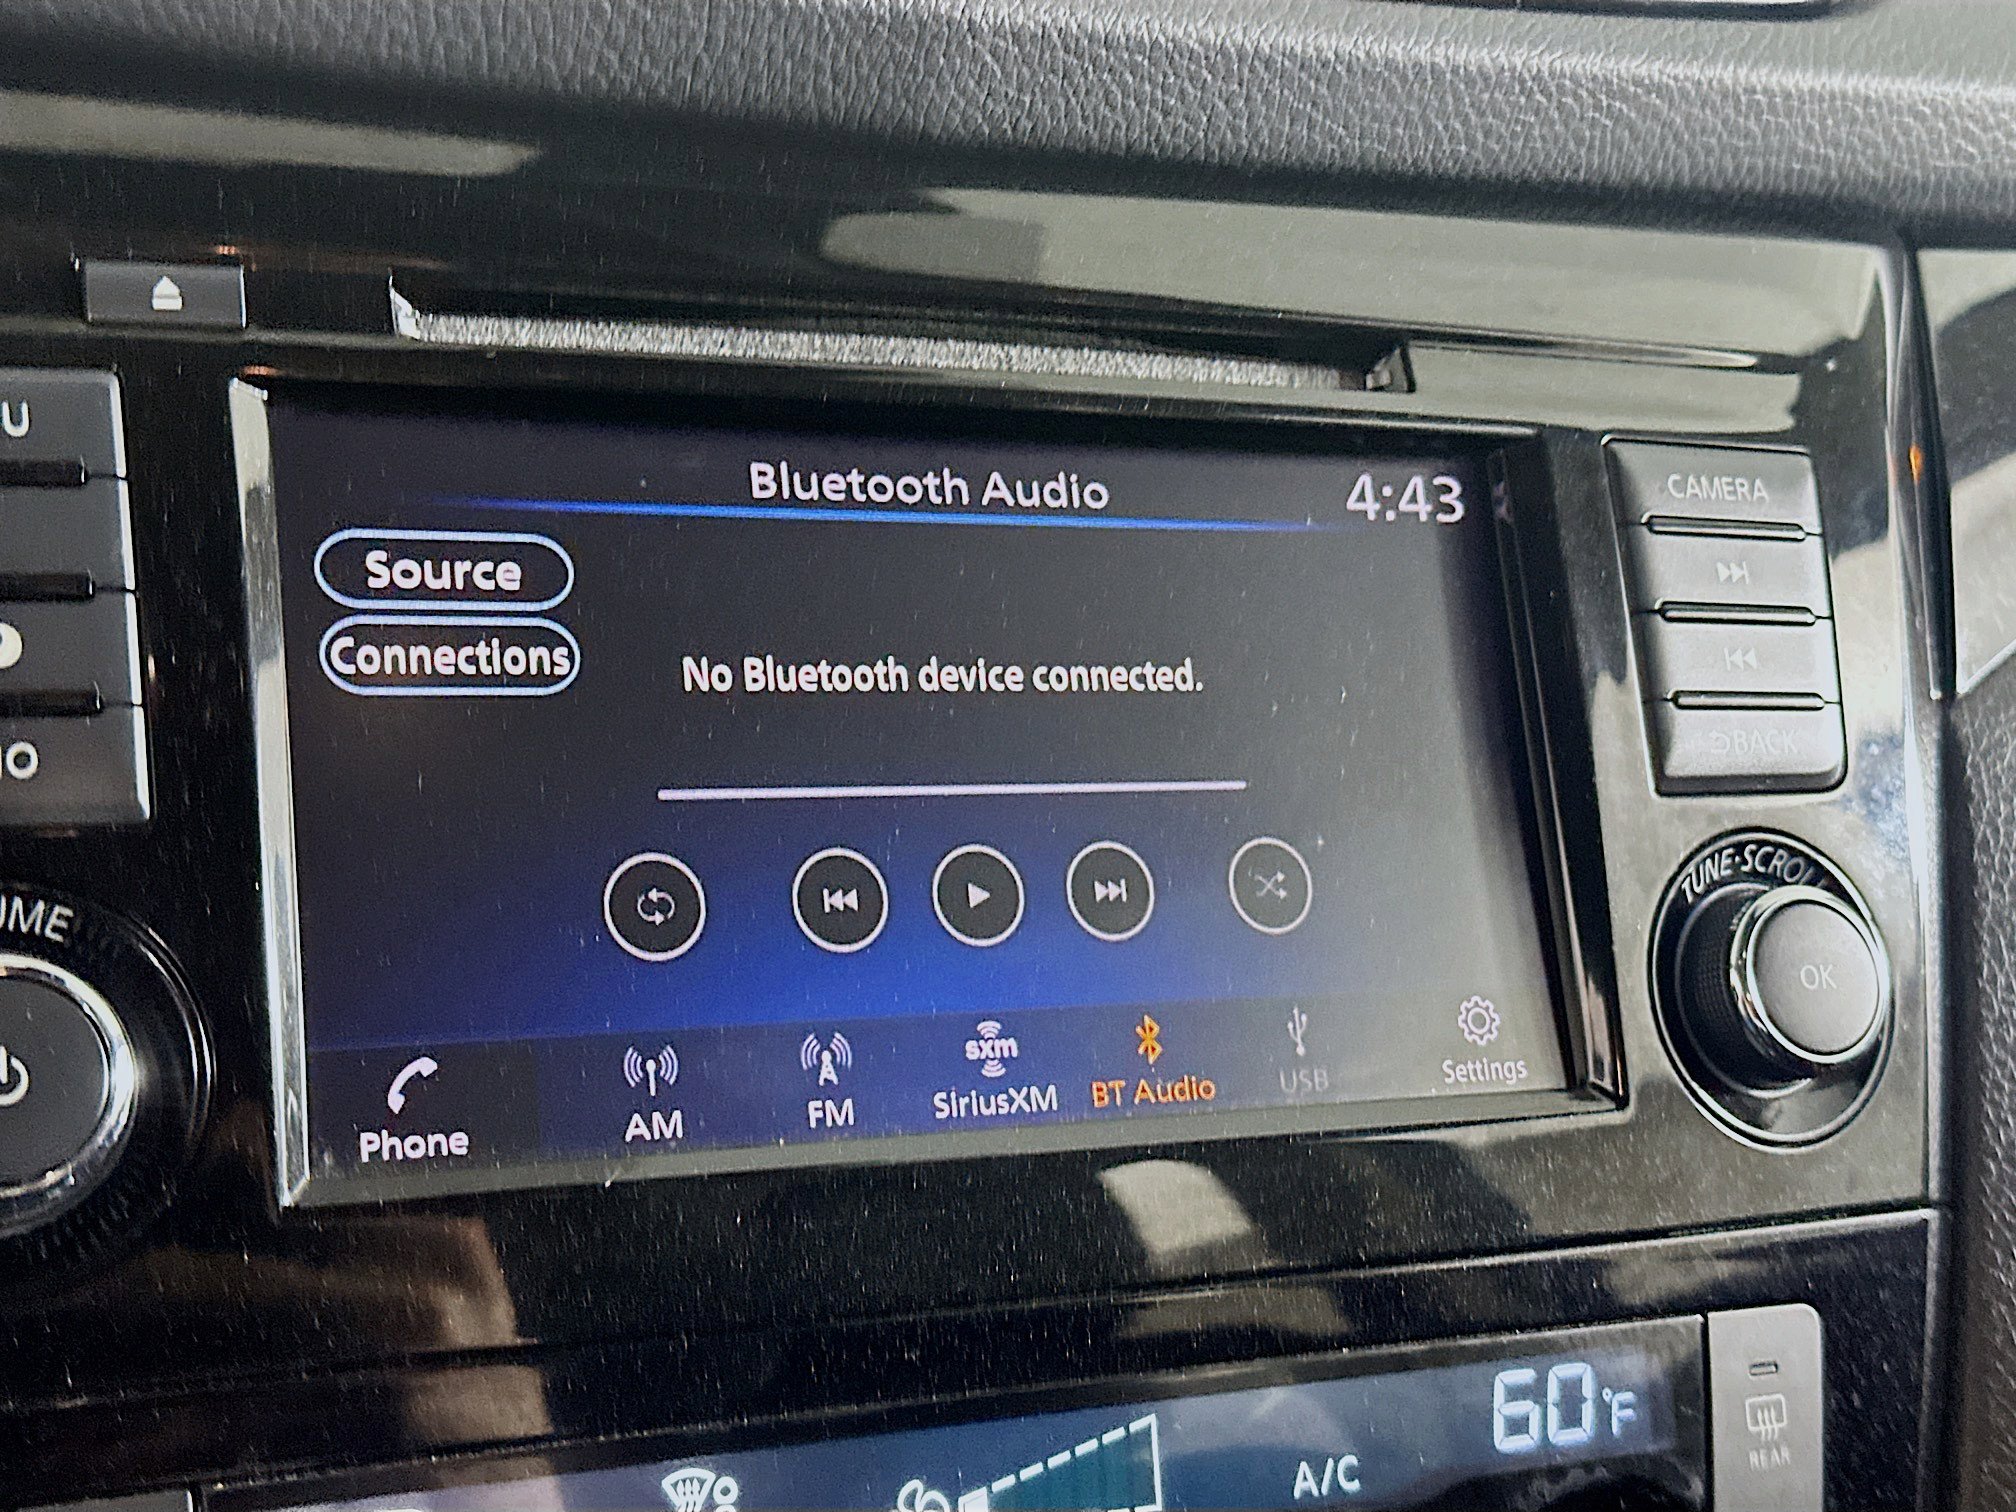 Bluetooth Audio
4:43
CAMERA
Source
Connections
No Bluetooth device connected.
BACK
TUNE•SCROLL
OK
Phone
AM
FM
sxm
SiriusXM
BT Audio
USB
Settings
60°F
A/C
REAR